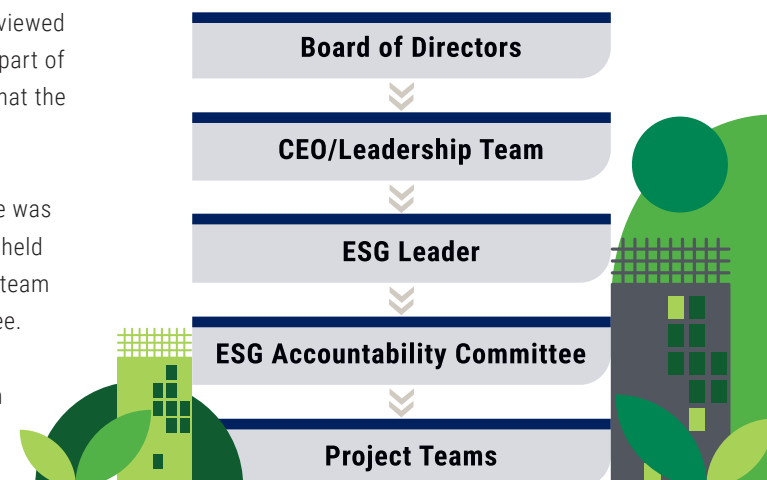 viewed
part of
hat the
e was
held
team
ee.
Board of Directors
CEO/Leadership Team
ESG Leader
ESG Accountability Committee
Project Teams